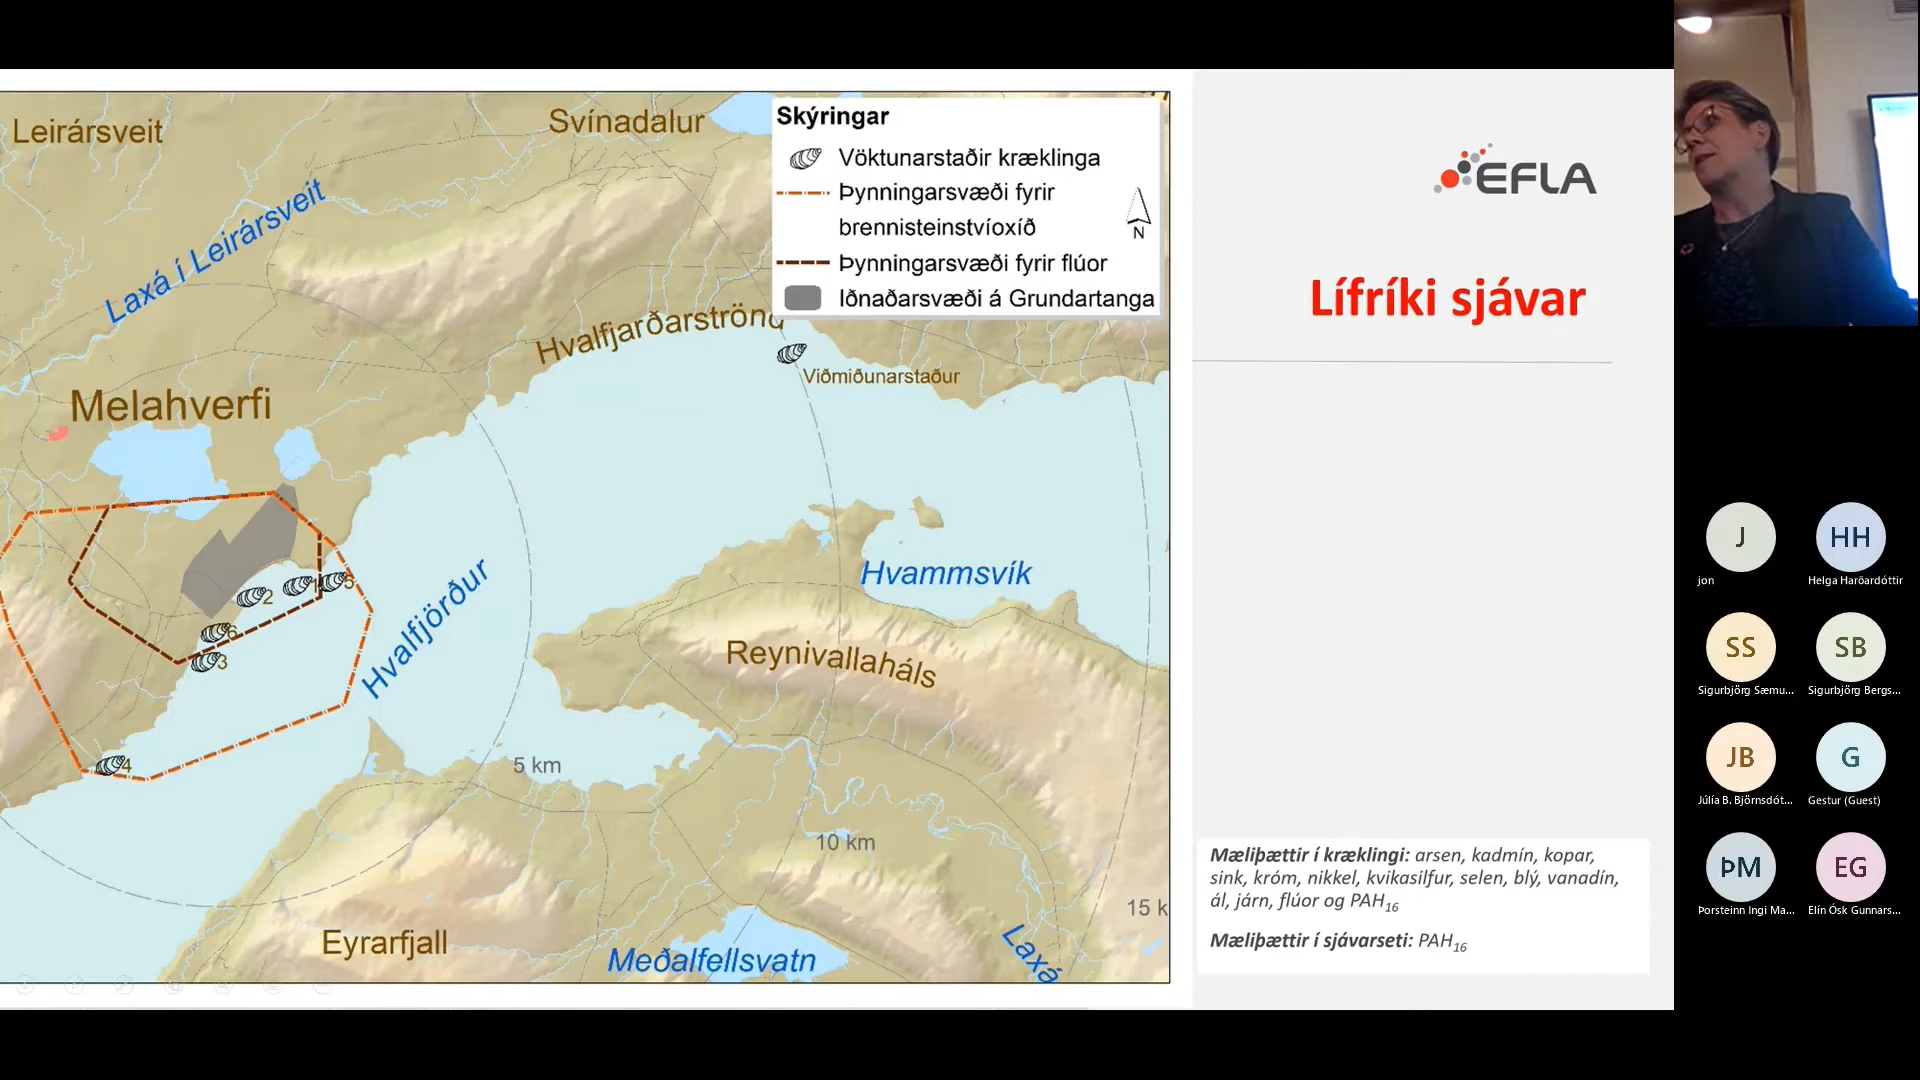 Leirársveit
Svínadalur
Skýringar
Vöktunarstaðir kræklinga
Þynningarsvæði fyrir
brennisteinstvíoxíð
Þynningarsvæði fyrir flúor
Iðnaðarsvæði á Grundartanga
N
Laxá í Leirársveit
Hvalfjarðarströnd
Viðmiðunarstaður
Melahverfi
Hvammsvík
Hvalfjörður
2
1
5
6
3
4
Reynivallaháls
5 km
10 km
15 k
Eyrarfjall
Meðalfellsvatn
Laxá
EFLA
Lífríki sjávar
Mæliþættir í kræklingi: arsen, kadmín, kopar,
sink, króm, nikkel, kvikasilfur, selen, blý, vanadín,
ál, járn, flúor og PAH16
Mæliþættir í sjávarseti: PAH16
J
jon
HH
Helga Harðardóttir
SS
Sigurbjörg Sæmu...
SB
Sigurbjörg Bergs...
JB
Júlía B. Björnsdót...
G
Gestur (Guest)
ÞM
Þorsteinn Ingi Ma...
EG
Elín Ósk Gunnars...